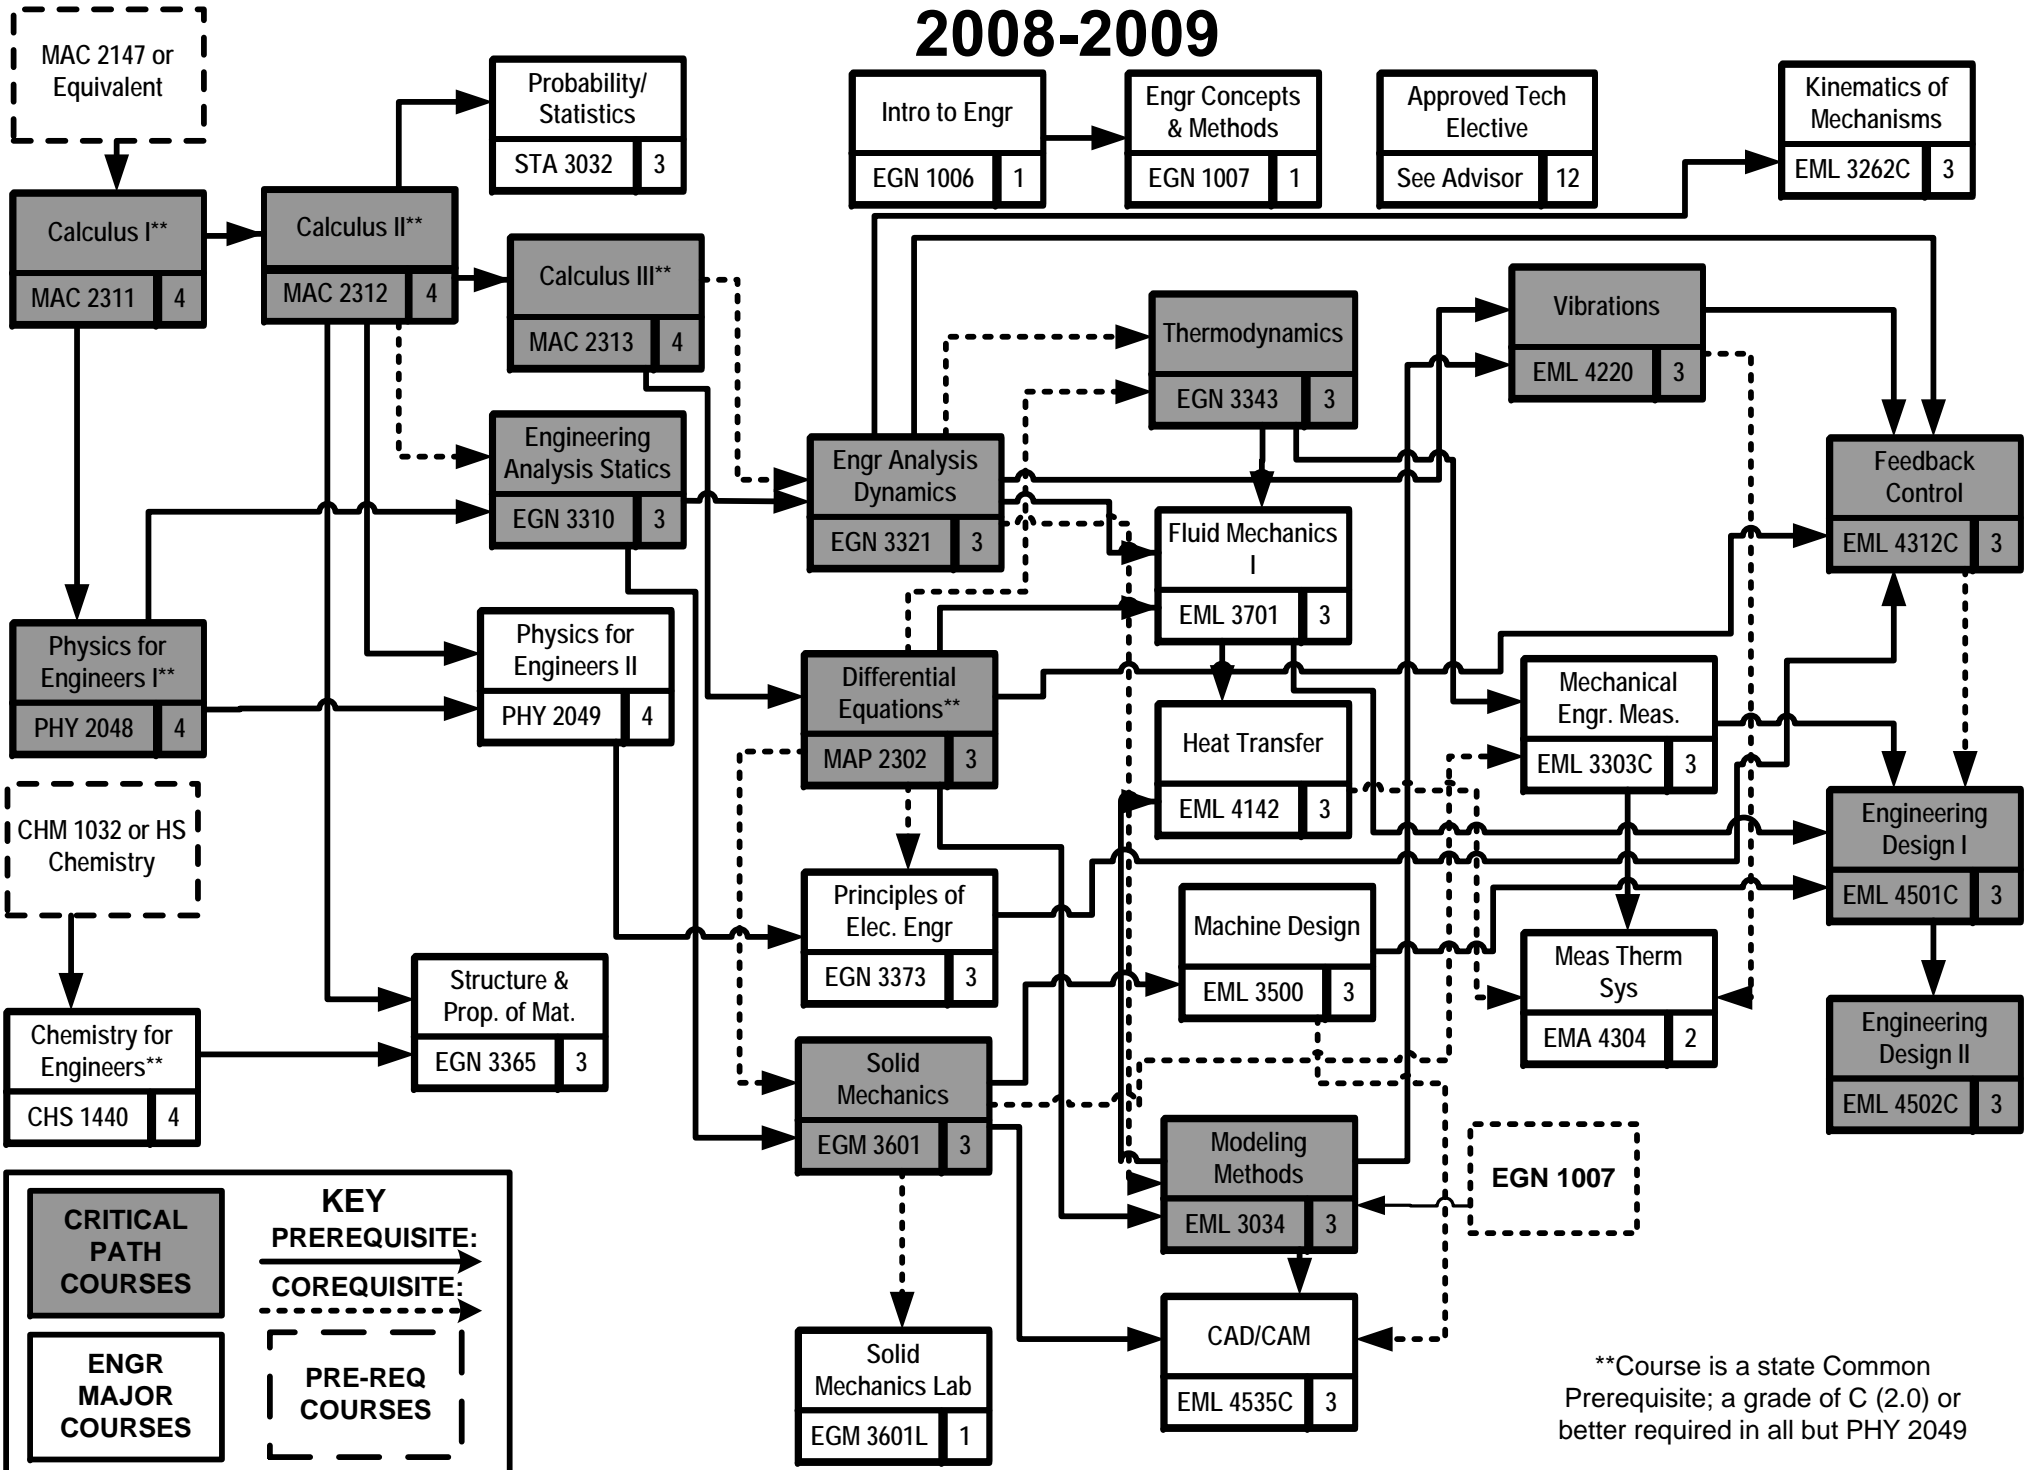 2008-2009
MAC 2147 or
Equivalent
Probability/
Statistics
STA 3032 3
Intro to Engr
EGN 1006 1
Engr Concepts
& Methods
EGN 1007 1
Approved Tech
Elective
See Advisor 12
Kinematics of
Mechanisms
EML 3262C 3
Calculus I**
MAC 2311 4
Calculus II**
MAC 2312 4
Calculus III**
MAC 2313 4
Thermodynamics
EGN 3343 3
Vibrations
EML 4220 3
Engineering
Analysis Statics
EGN 3310 3
Engr Analysis
Dynamics
EGN 3321 3
Fluid Mechanics
I
EML 3701 3
Feedback
Control
EML 4312C 3
Physics for
Engineers I**
PHY 2048 4
Physics for
Engineers II
PHY 2049 4
Differential
Equations**
MAP 2302 3
Heat Transfer
EML 4142 3
Mechanical
Engr. Meas.
EML 3303C 3
CHM 1032 or HS
Chemistry
Principles of
Elec. Engr
EGN 3373 3
Machine Design
EML 3500 3
Engineering
Design I
EML 4501C 3
Meas Therm
Sys
EMA 4304 2
Structure &
Prop. of Mat.
EGN 3365 3
Chemistry for
Engineers**
CHS 1440 4
Solid
Mechanics
EGM 3601 3
Engineering
Design II
EML 4502C 3
Modeling
Methods
EML 3034 3
EGN 1007
Solid
Mechanics Lab
EGM 3601L 1
CAD/CAM
EML 4535C 3
KEY
CRITICAL
PATH
COURSES
PREREQUISITE:
COREQUISITE:
ENGR
MAJOR
COURSES
PRE-REQ
COURSES
**Course is a state Common
Prerequisite; a grade of C (2.0) or
better required in all but PHY 2049